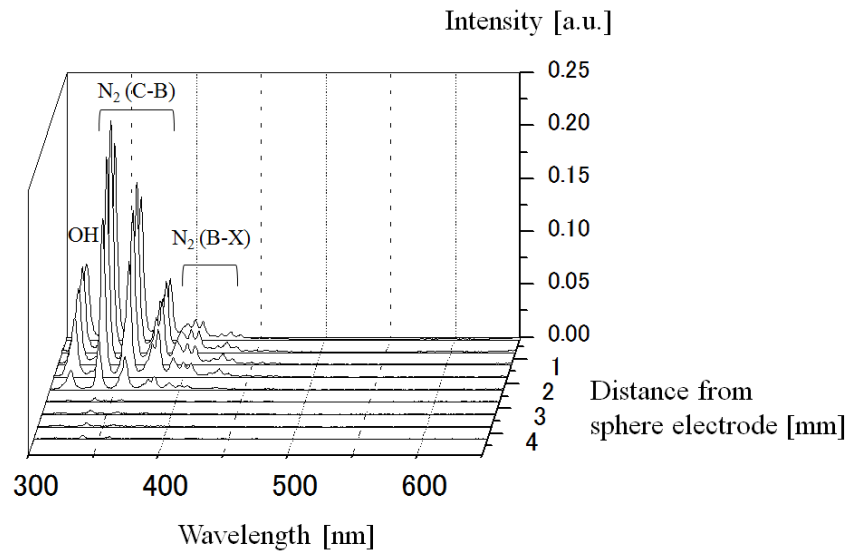 Intensity [a.u.]
0.25
N₂ (C-B)
0.20
0.15
OH
N₂ (B-X)
0.10
0.05
0.00
1
2
3
4
Distance from
sphere electrode [mm]
300 400 500 600
Wavelength [nm]